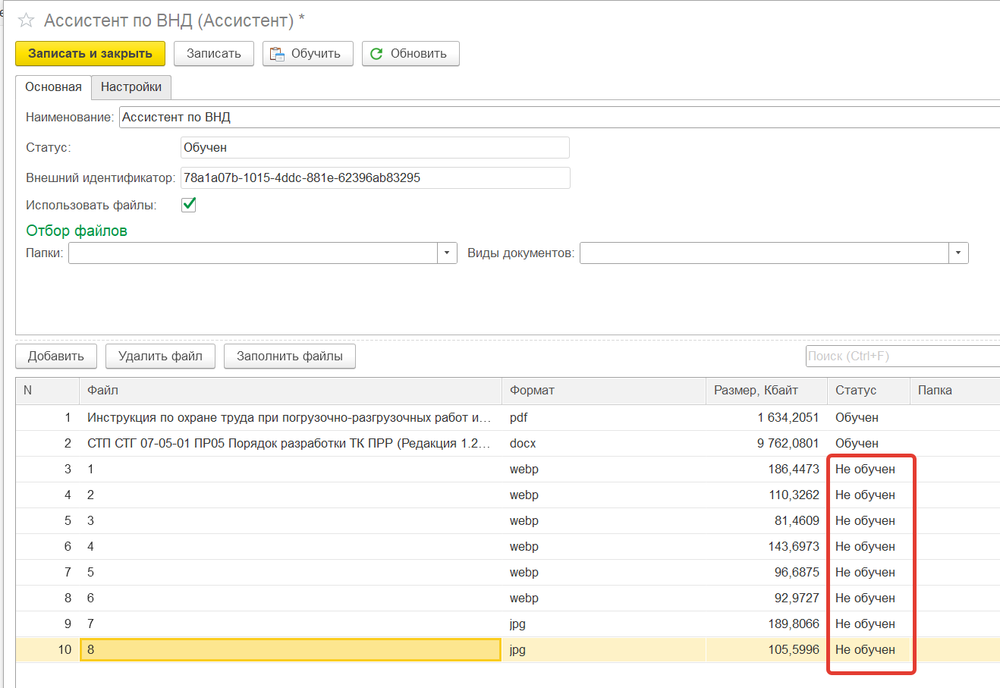 Ассистент по ВНД (Ассистент) *
Записать и закрыть Записать Обучить Обновить
Основная Настройки
Наименование: Ассистент по ВНД
Статус: Обучен
Внешний идентификатор: 78a1a07b-1015-4ddc-881e-62396ab83295
Использовать файлы:
Отбор файлов
Папки: Виды документов:
Добавить Удалить файл Заполнить файлы Поиск (Ctrl+F)
N Файл Формат Размер, Кбайт Статус Папка
1 Инструкция по охране труда при погрузочно-разгрузочных работ и... pdf 1 634,2051 Обучен
2 СТП СТГ 07-05-01 ПР05 Порядок разработки ТК ПРР (Редакция 1.2... docx 9 762,0801 Обучен
3 1 webp 186,4473 Не обучен
4 2 webp 110,3262 Не обучен
5 3 webp 81,4609 Не обучен
6 4 webp 143,6973 Не обучен
7 5 webp 96,6875 Не обучен
8 6 webp 92,9727 Не обучен
9 7 jpg 189,8066 Не обучен
10 8 jpg 105,5996 Не обучен